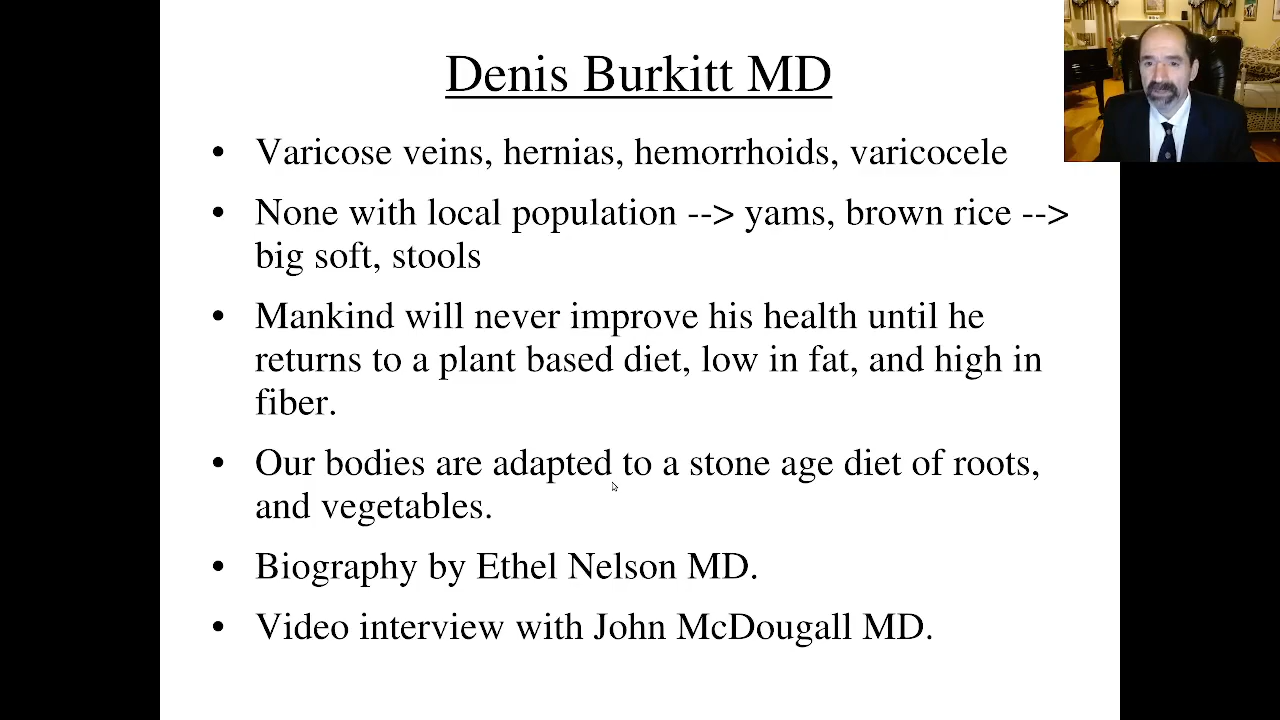 Denis Burkitt MD
• Varicose veins, hernias, hemorrhoids, varicocele
• None with local population --> yams, brown rice -->
big soft, stools
• Mankind will never improve his health until he
returns to a plant based diet, low in fat, and high in
fiber.
• Our bodies are adapted to a stone age diet of roots,
and vegetables.
• Biography by Ethel Nelson MD.
• Video interview with John McDougall MD.